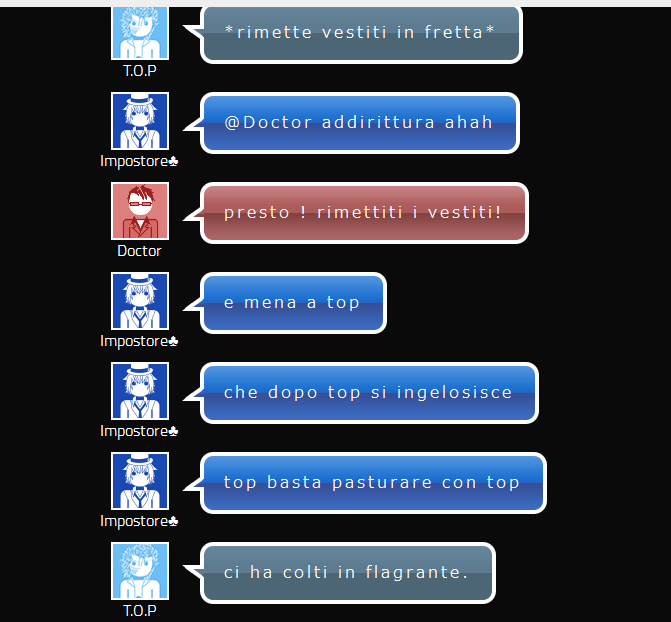 *rimette vestiti in fretta*
T.O.P
@Doctor addirittura ahah
Impostore♣
presto ! rimettiti i vestiti!
Doctor
e mena a top
Impostore♣
che dopo top si ingelosisce
Impostore♣
top basta pasturare con top
Impostore♣
ci ha colti in flagrante.
T.O.P